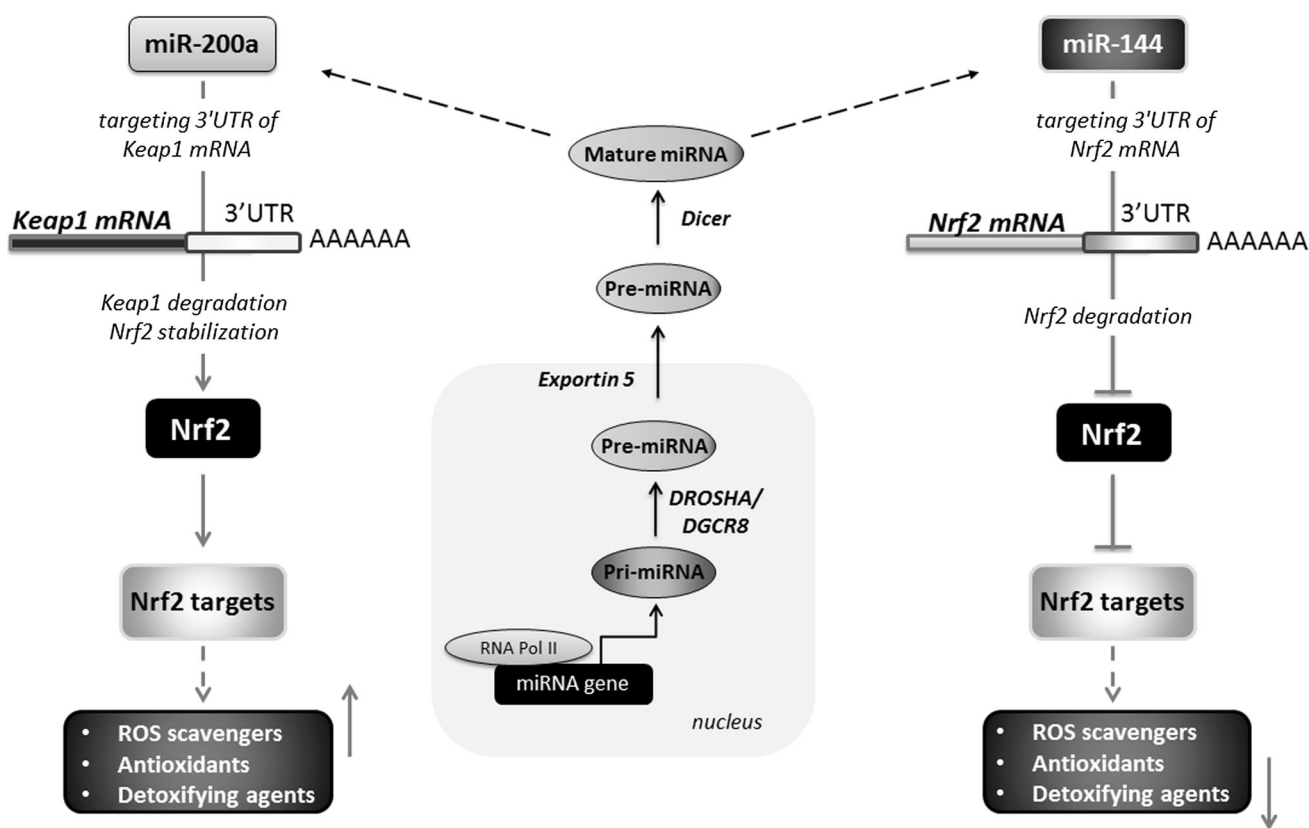 miR-200a
targeting 3'UTR of
Keap1 mRNA
Keap1 mRNA
3’UTR
AAAAAA
Keap1 degradation
Nrf2 stabilization
Nrf2
Nrf2 targets
• ROS scavengers
• Antioxidants
• Detoxifying agents
Mature miRNA
Dicer
Pre-miRNA
Exportin 5
Pre-miRNA
DROSHA/
DGCR8
Pri-miRNA
RNA Pol II
miRNA gene
nucleus
miR-144
targeting 3'UTR of
Nrf2 mRNA
Nrf2 mRNA
3’UTR
AAAAAA
Nrf2 degradation
Nrf2
Nrf2 targets
• ROS scavengers
• Antioxidants
• Detoxifying agents